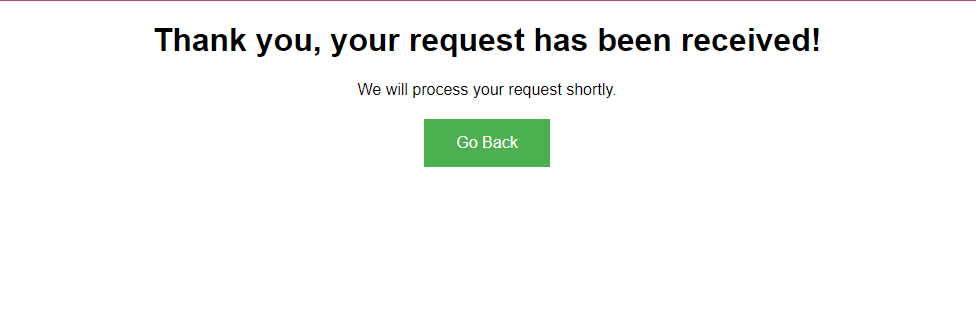 Thank you, your request has been received!
We will process your request shortly.
Go Back